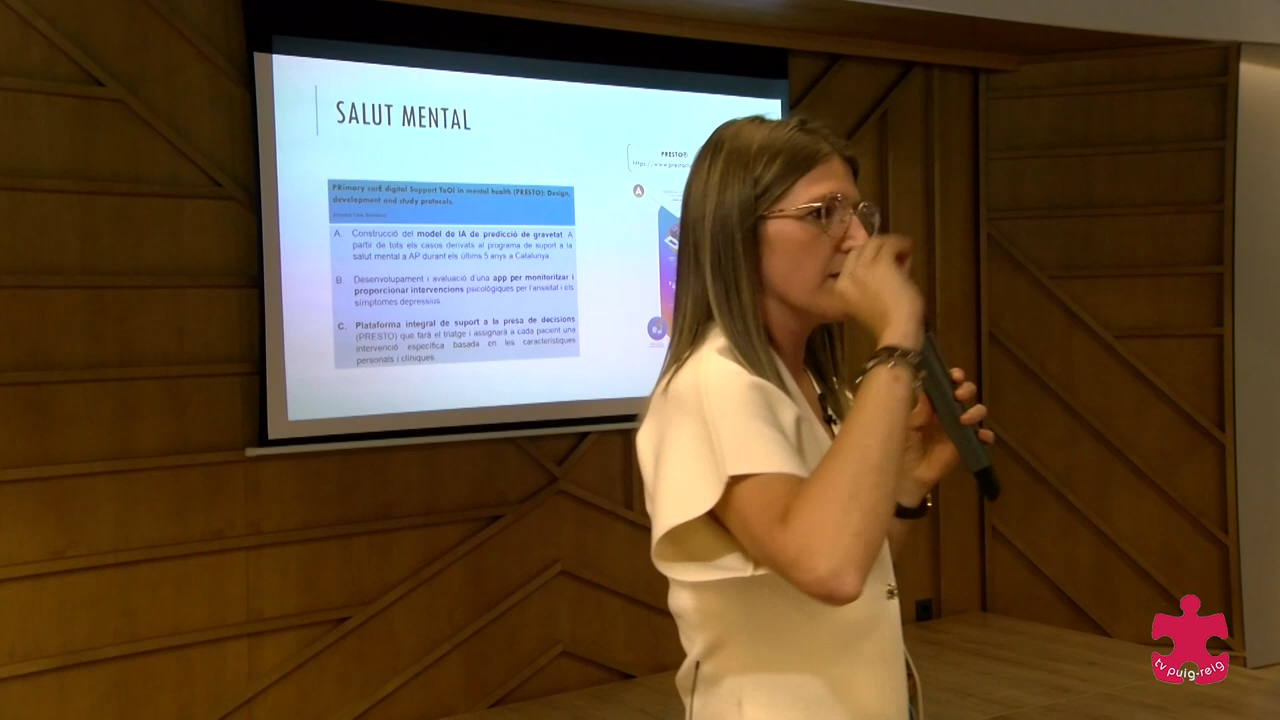 SALUT MENTAL
PRESTO®
PRimary carE digital Support ToOl in mental health (PRESTO): Design,
development and study protocols.
A. Construcció del model de IA de predicció de gravetat. A
partir de tots els casos derivats al programa de suport a la
salut mental a AP durant els últims 5 anys a Catalunya.
B. Desenvolupament i avaluació d'una app per monitoritzar i
proporcionar intervencions psicològiques per l'ansietat i els
símptomes depressius.
C. Plataforma integral de suport a la presa de decisions
(PRESTO) que farà el triatge i assignarà a cada pacient una
intervenció específica basada en les característiques
personals i clíniques.
A
tv puig-reig